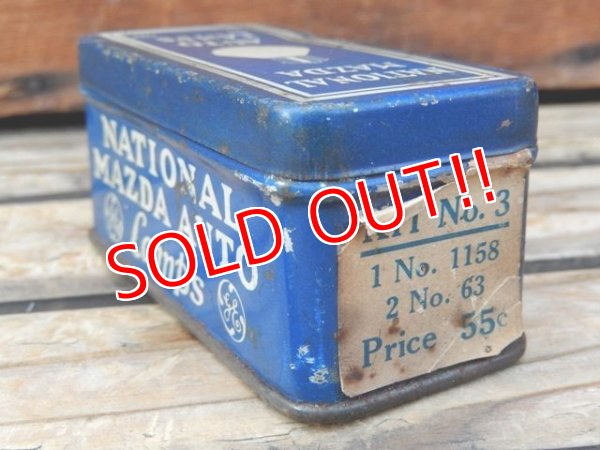 NATIONAL
MAZDA
NATIONAL
MAZDA AUTO
Lamps
SOLD OUT!!
KIT No. 3
1 No. 1158
2 No. 63
Price 55c